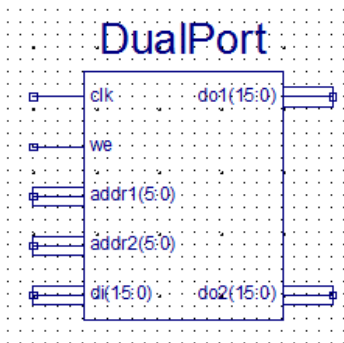 DualPort
clk do1(15:0)
we
addr1(5:0)
addr2(5:0)
di(15:0) do2(15:0)